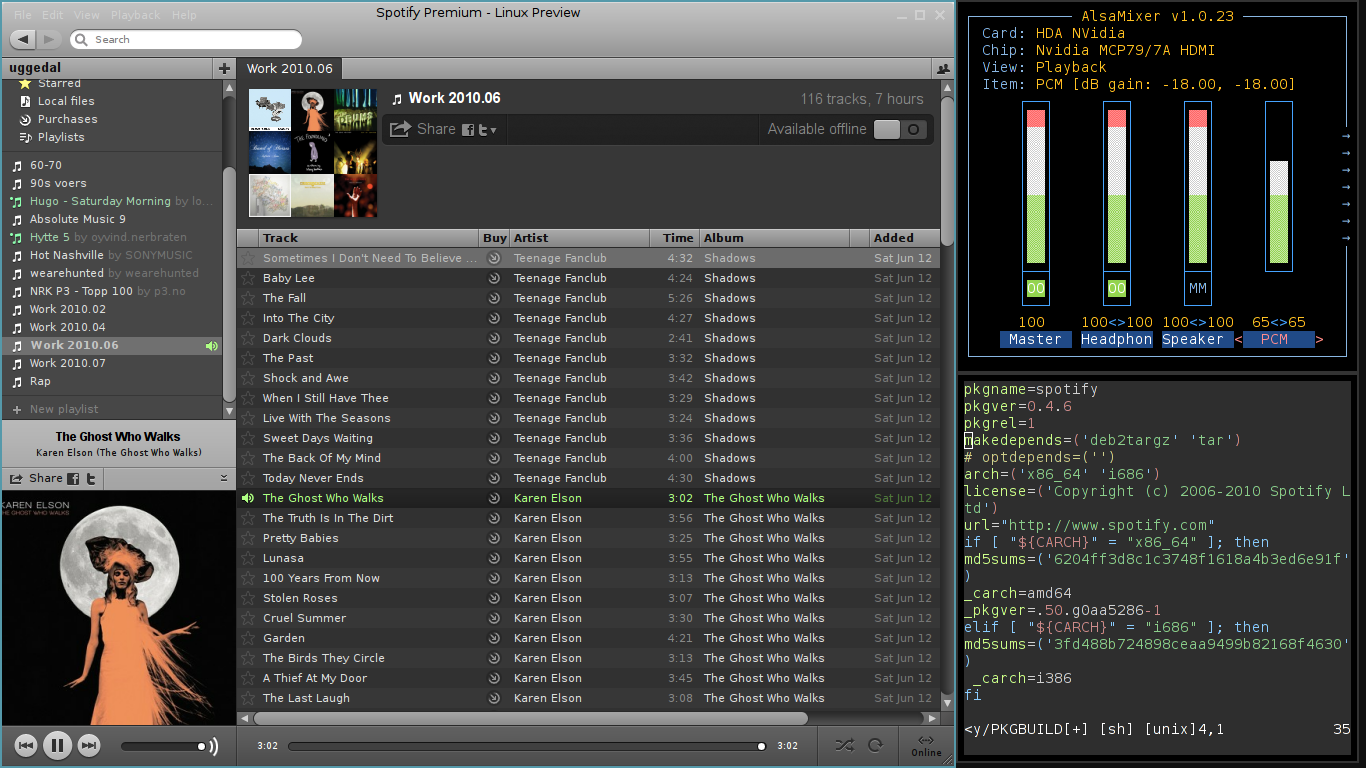 File Edit View Playback Help
Spotify Premium - Linux Preview
Search
uggedal
Starred
Local files
Purchases
Playlists
60-70
90s voers
Hugo - Saturday Morning by lo...
Absolute Music 9
Hytte 5 by oyvind.nerbraten
Hot Nashville by SONYMUSIC
wearehunted by wearehunted
NRK P3 - Topp 100 by p3.no
Work 2010.02
Work 2010.04
Work 2010.06
Work 2010.07
Rap
New playlist
The Ghost Who Walks
Karen Elson (The Ghost Who Walks)
Share
KAREN ELSON
THE GHOST WHO WALKS
Work 2010.06
Work 2010.06
116 tracks, 7 hours
Share
Available offline
Track Buy Artist Time Album Added
Sometimes I Don't Need To Believe ... Teenage Fanclub 4:32 Shadows Sat Jun 12
Baby Lee Teenage Fanclub 4:24 Shadows Sat Jun 12
The Fall Teenage Fanclub 5:26 Shadows Sat Jun 12
Into The City Teenage Fanclub 4:27 Shadows Sat Jun 12
Dark Clouds Teenage Fanclub 2:41 Shadows Sat Jun 12
The Past Teenage Fanclub 3:32 Shadows Sat Jun 12
Shock and Awe Teenage Fanclub 3:42 Shadows Sat Jun 12
When I Still Have Thee Teenage Fanclub 3:29 Shadows Sat Jun 12
Live With The Seasons Teenage Fanclub 3:24 Shadows Sat Jun 12
Sweet Days Waiting Teenage Fanclub 3:36 Shadows Sat Jun 12
The Back Of My Mind Teenage Fanclub 4:00 Shadows Sat Jun 12
Today Never Ends Teenage Fanclub 4:30 Shadows Sat Jun 12
The Ghost Who Walks Karen Elson 3:02 The Ghost Who Walks Sat Jun 12
The Truth Is In The Dirt Karen Elson 3:56 The Ghost Who Walks Sat Jun 12
Pretty Babies Karen Elson 3:25 The Ghost Who Walks Sat Jun 12
Lunasa Karen Elson 3:55 The Ghost Who Walks Sat Jun 12
100 Years From Now Karen Elson 3:13 The Ghost Who Walks Sat Jun 12
Stolen Roses Karen Elson 3:07 The Ghost Who Walks Sat Jun 12
Cruel Summer Karen Elson 3:30 The Ghost Who Walks Sat Jun 12
Garden Karen Elson 4:21 The Ghost Who Walks Sat Jun 12
The Birds They Circle Karen Elson 3:13 The Ghost Who Walks Sat Jun 12
A Thief At My Door Karen Elson 3:45 The Ghost Who Walks Sat Jun 12
The Last Laugh Karen Elson 3:08 The Ghost Who Walks Sat Jun 12
3:02 3:02
Online
AlsaMixer v1.0.23
Card: HDA NVidia
Chip: Nvidia MCP79/7A HDMI
View: Playback
Item: PCM [dB gain: -18.00, -18.00]
OO OO MM
100 100<>100 100<>100 65<>65
Master Headphon Speaker < PCM >
pkgname=spotify
pkgver=0.4.6
pkgrel=1
makedepends=('deb2targz' 'tar')
# optdepends=('')
arch=('x86_64' 'i686')
license=('Copyright (c) 2006-2010 Spotify L
td')
url="http://www.spotify.com"
if [ "${CARCH}" = "x86_64" ]; then
md5sums=('6204ff3d8c1c3748f1618a4b3ed6e91f'
)
_carch=amd64
_pkgver=.50.g0aa5286-1
elif [ "${CARCH}" = "i686" ]; then
md5sums=('3fd488b724898ceaa9499b82168f4630'
)
_carch=i386
fi
<y/PKGBUILD[+] [sh] [unix]4,1 35